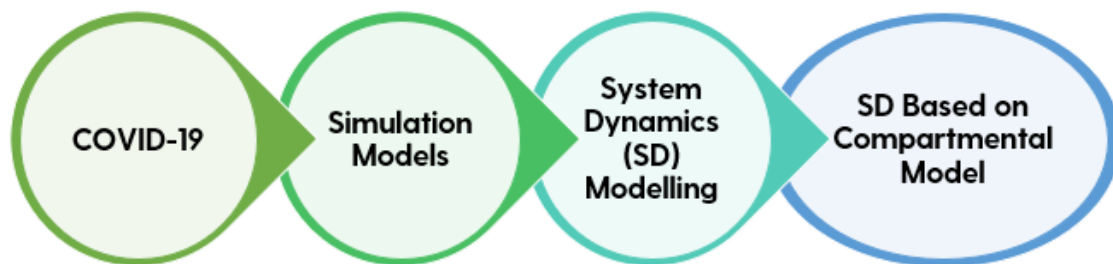 COVID-19
Simulation
Models
System
Dynamics
(SD)
Modelling
SD Based on
Compartmental
Model